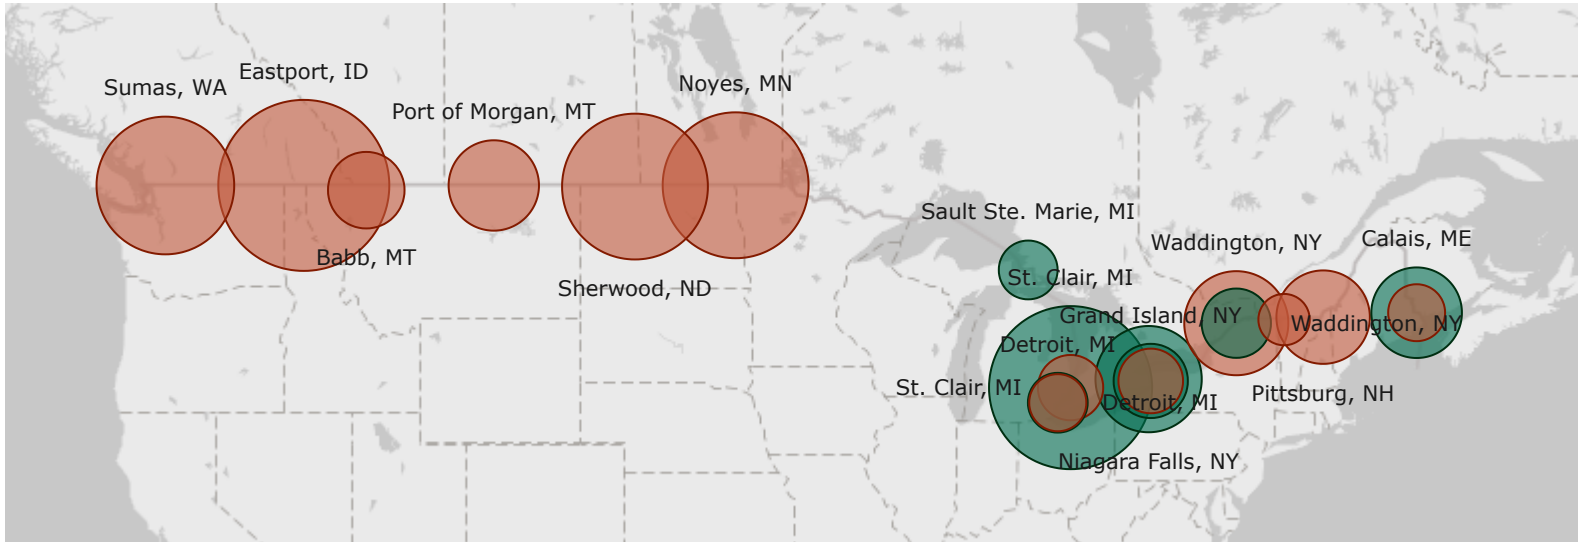 Eastport, ID
Sumas, WA
Noyes, MN
Port of Morgan, MT
Sault Ste. Marie, MI
Calais, ME
Waddington, NY
Babb, MT
St. Clair, MI
Sherwood, ND
Grand Island, NY
Waddington, NY
Detroit, MI
St. Clair, MI
Pittsburg, NH
Detroit, MI
Niagara Falls, NY